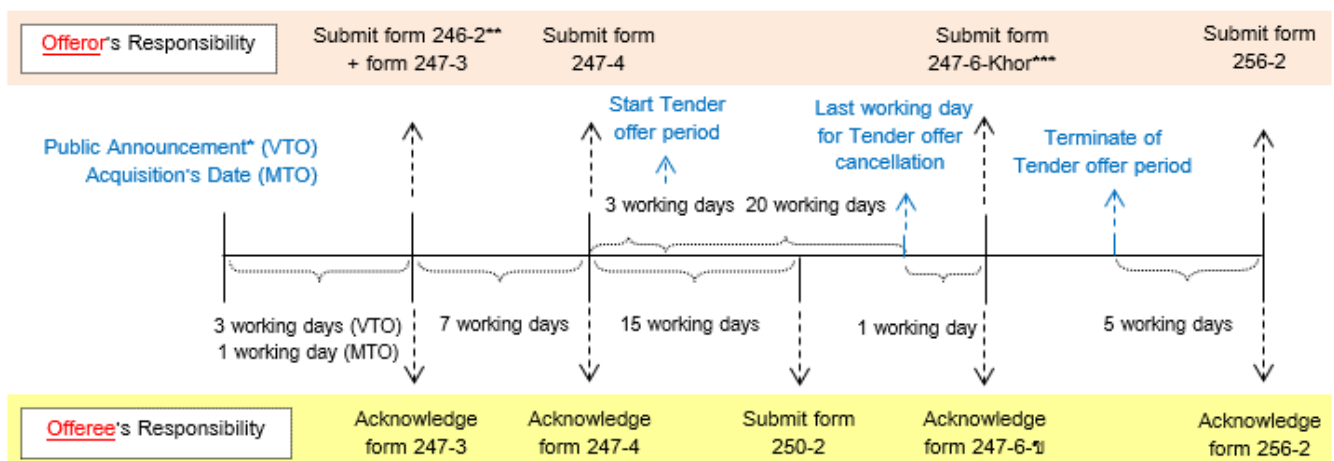 Offeror's Responsibility
Submit form 246-2**
+ form 247-3
Submit form
247-4
Submit form
247-6-Khor***
Submit form
256-2
Public Announcement* (VTO)
Acquisition's Date (MTO)
Start Tender
offer period
Last working day
for Tender offer
cancellation
Terminate of
Tender offer period
3 working days 20 working days
3 working days (VTO)
1 working day (MTO)
7 working days
15 working days
1 working day
5 working days
Offeree's Responsibility
Acknowledge
form 247-3
Acknowledge
form 247-4
Submit form
250-2
Acknowledge
form 247-6-ข
Acknowledge
form 256-2